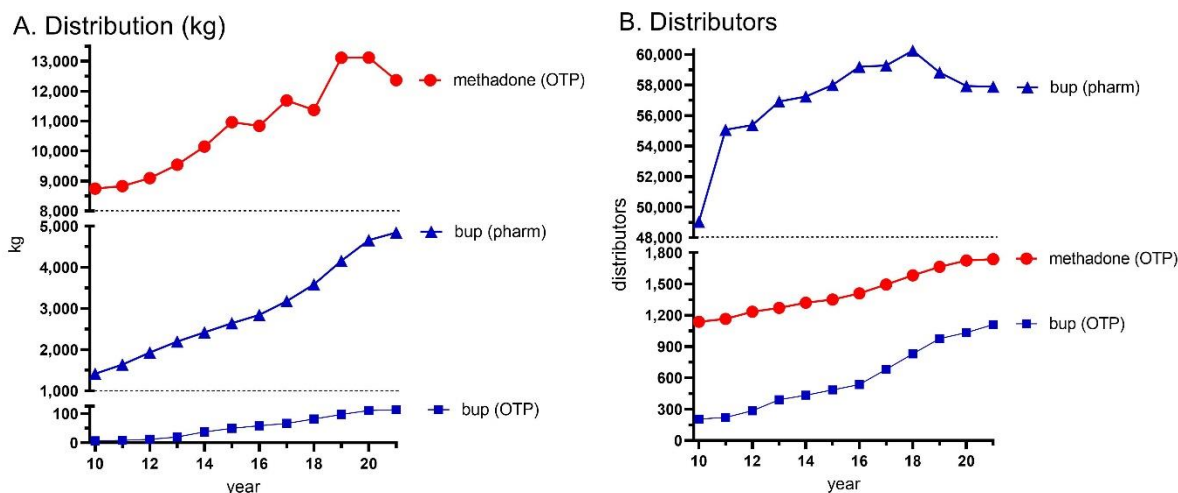 A. Distribution (kg)
13,000
12,000
11,000
10,000
9,000
8,000
methadone (OTP)
kg
5,000
4,000
3,000
2,000
1,000
bup (pharm)
100
0
bup (OTP)
10 12 14 16 18 20
year
B. Distributors
60,000
58,000
56,000
54,000
52,000
50,000
48,000
bup (pharm)
distributors
1,800
1,500
1,200
900
600
300
0
methadone (OTP)
bup (OTP)
10 12 14 16 18 20
year